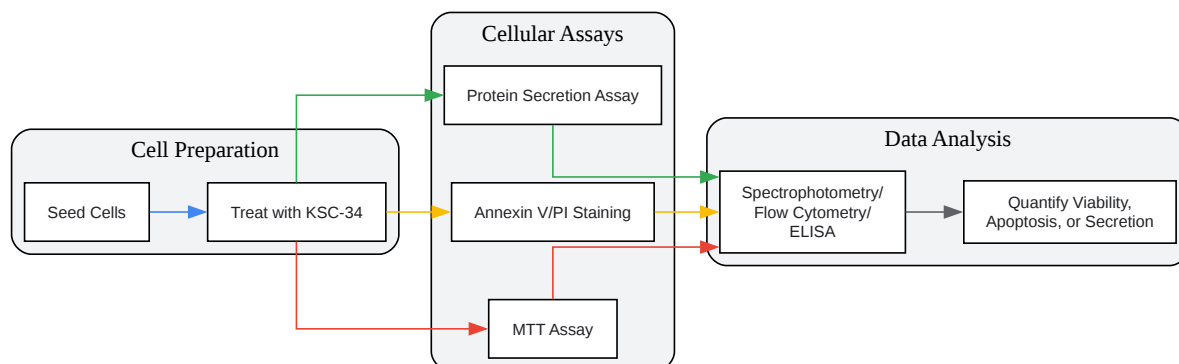 Cellular Assays
Protein Secretion Assay
Cell Preparation
Data Analysis
Seed Cells
Treat with KSC-34
Annexin V/PI Staining
Spectrophotometry/
Flow Cytometry/
ELISA
Quantify Viability,
Apoptosis, or Secretion
MTT Assay